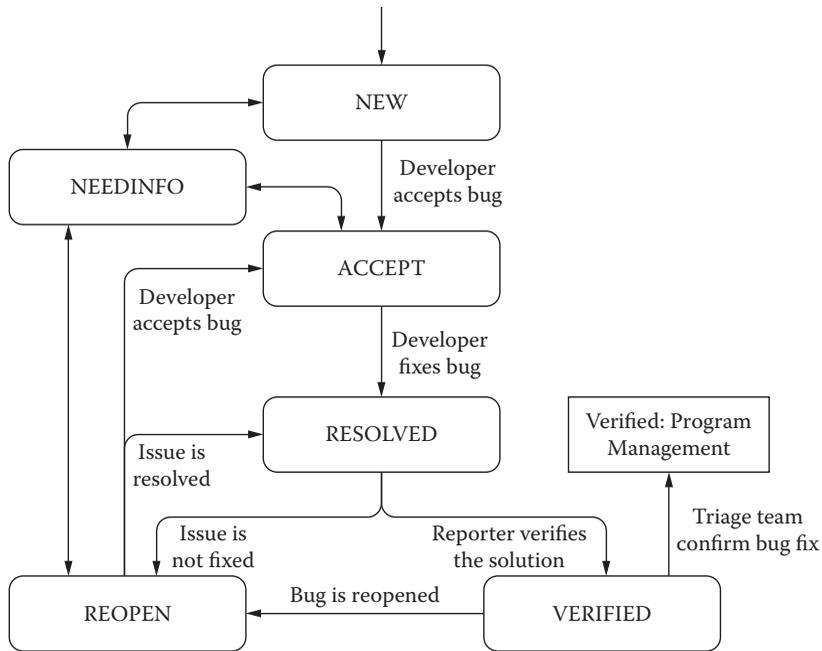 NEW
Developer
accepts bug
NEEDINFO
ACCEPT
Developer
accepts bug
Developer
fixes bug
RESOLVED
Verified: Program
Management
Issue is
resolved
Issue is
not fixed
Reporter verifies
the solution
Triage team
confirm bug fix
REOPEN
Bug is reopened
VERIFIED